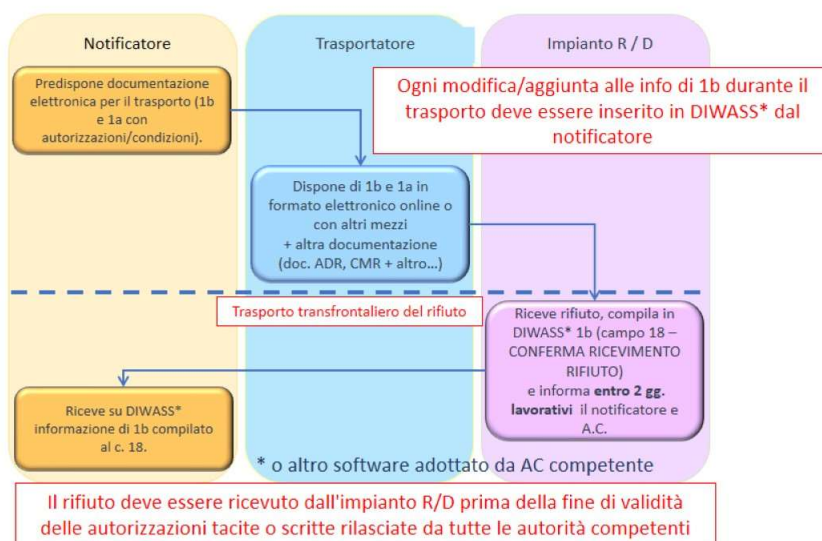 Notificatore
Trasportatore
Impianto R / D
Predispone documentazione
elettronica per il trasporto (1b
e 1a con
autorizzazioni/condizioni).
Ogni modifica/aggiunta alle info di 1b durante il
trasporto deve essere inserito in DIWASS* dal
notificatore
Dispone di 1b e 1a in
formato elettronico online o
con altri mezzi
+ altra documentazione
(doc. ADR, CMR + altro...)
Trasporto transfrontaliero del rifiuto
Riceve rifiuto, compila in
DIWASS* 1b (campo 18 –
CONFERMA RICEVIMENTO
RIFIUTO)
e informa entro 2 gg.
lavorativi il notificatore e
A.C.
Riceve su DIWASS*
informazione di 1b compilato
al c. 18.
* o altro software adottato da AC competente
Il rifiuto deve essere ricevuto dall'impianto R/D prima della fine di validità
delle autorizzazioni tacite o scritte rilasciate da tutte le autorità competenti